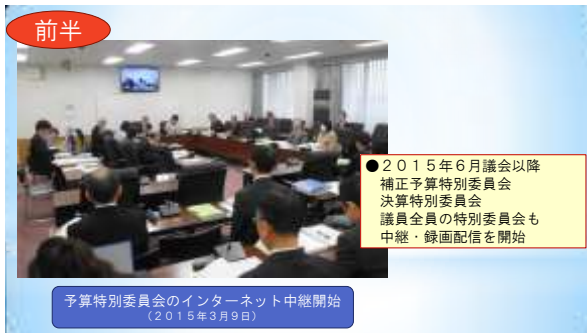 前半
●２０１５年６月議会以降
補正予算特別委員会
決算特別委員会
議員全員の特別委員会も
中継・録画配信を開始
予算特別委員会のインターネット中継開始
（２０１５年３月９日）